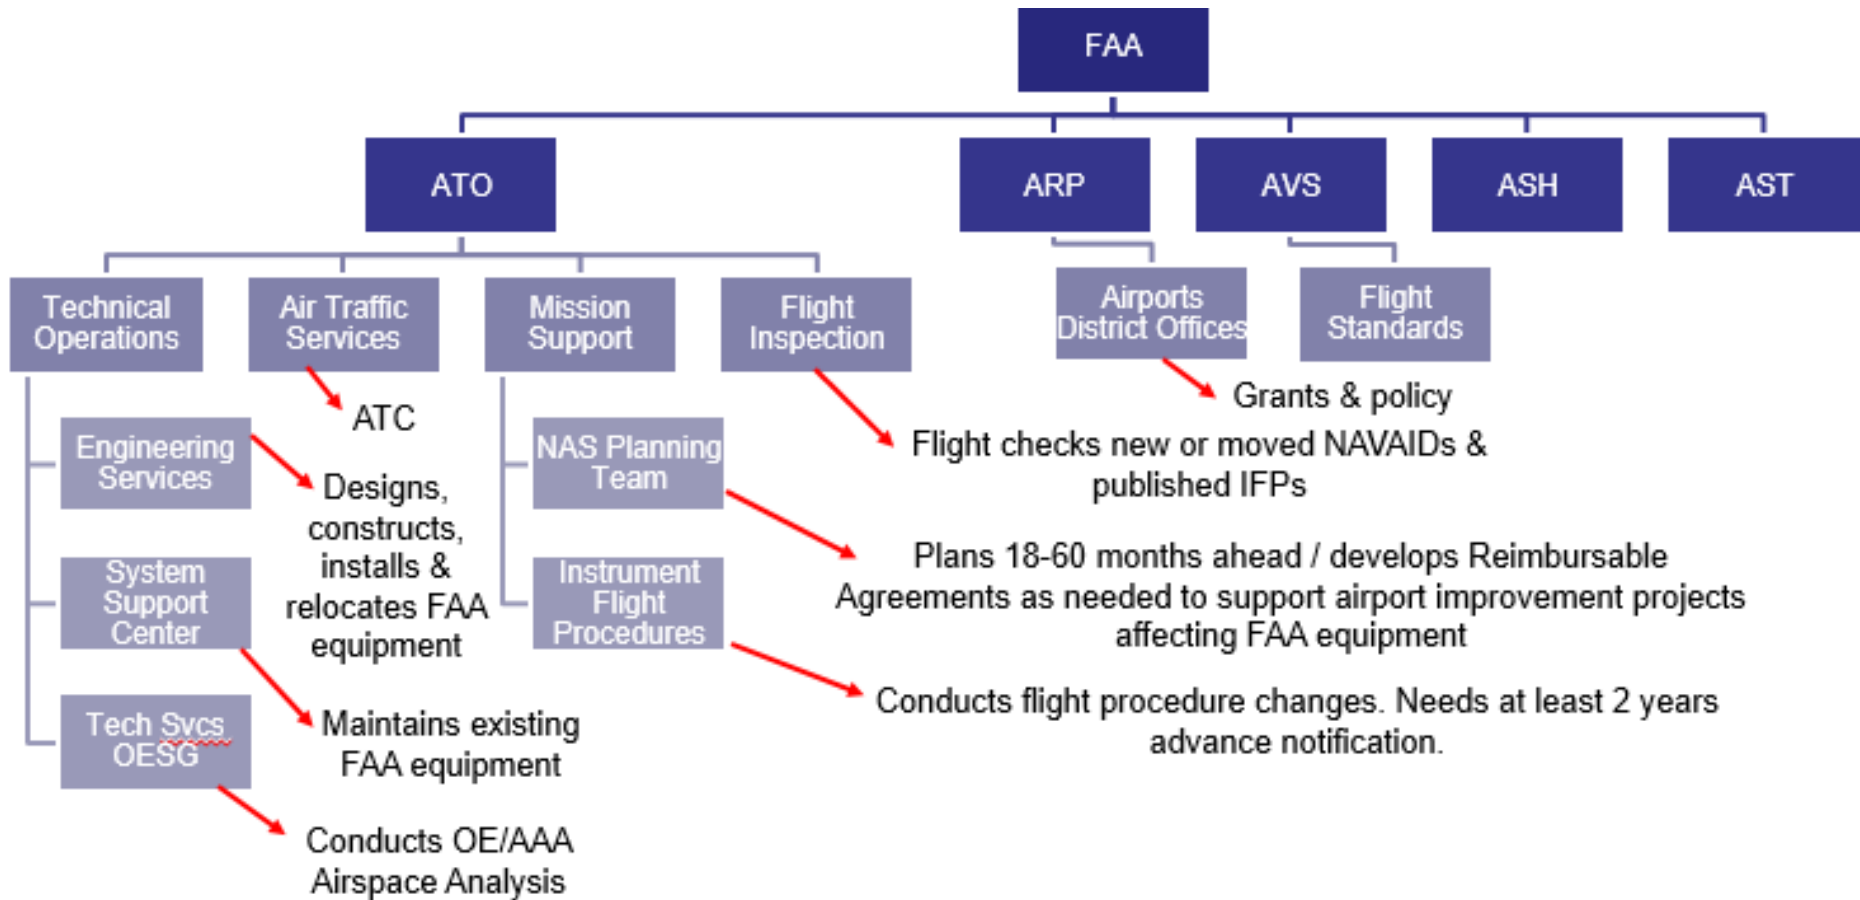 FAA
ATO
ARP
AVS
ASH
AST
Technical
Operations
Air Traffic
Services
Mission
Support
Flight
Inspection
Airports
District Offices
Flight
Standards
Grants & policy
ATC
Engineering
Services
NAS Planning
Team
Flight checks new or moved NAVAIDs &
published IFPs
Designs,
constructs,
installs &
relocates FAA
equipment
Plans 18-60 months ahead / develops Reimbursable
Agreements as needed to support airport improvement projects
affecting FAA equipment
System
Support
Center
Instrument
Flight
Procedures
Conducts flight procedure changes. Needs at least 2 years
advance notification.
Tech Svcs
OESG
Maintains existing
FAA equipment
Conducts OE/AAA
Airspace Analysis